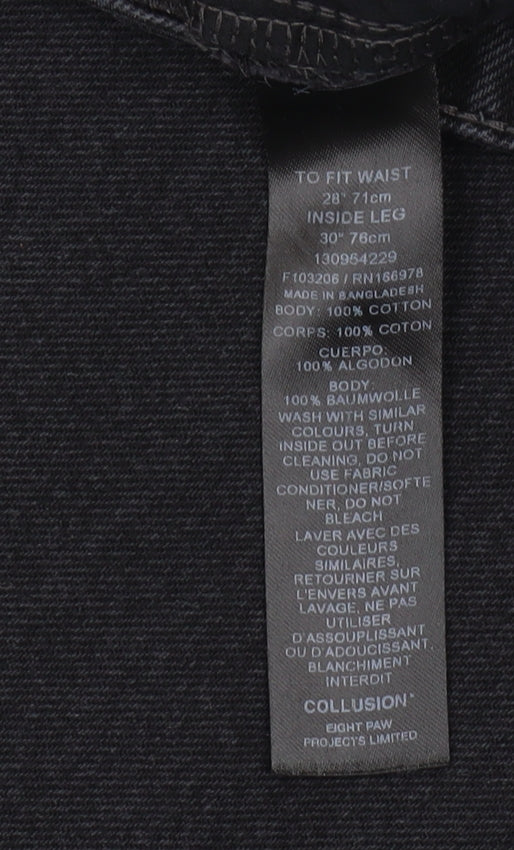 TO FIT WAIST
28" 71cm
INSIDE LEG
30" 76cm
130954229
F103206 / RN166978
MADE IN BANGLADESH
BODY: 100% COTTON
CORPS: 100% COTON
CUERPO:
100% ALGODON
BODY:
100% BAUMWOLLE
WASH WITH SIMILAR
COLOURS, TURN
INSIDE OUT BEFORE
CLEANING, DO NOT
USE FABRIC
CONDITIONER/SOFTE
NER, DO NOT
BLEACH
LAVER AVEC DES
COULEURS
SIMILAIRES,
RETOURNER SUR
L'ENVERS AVANT
LAVAGE, NE PAS
UTILISER
D'ASSOUPLISSANT
OU D'ADOUCISSANT,
BLANCHIMENT
INTERDIT
COLLUSION
EIGHT PAW
PROJECTS LIMITED